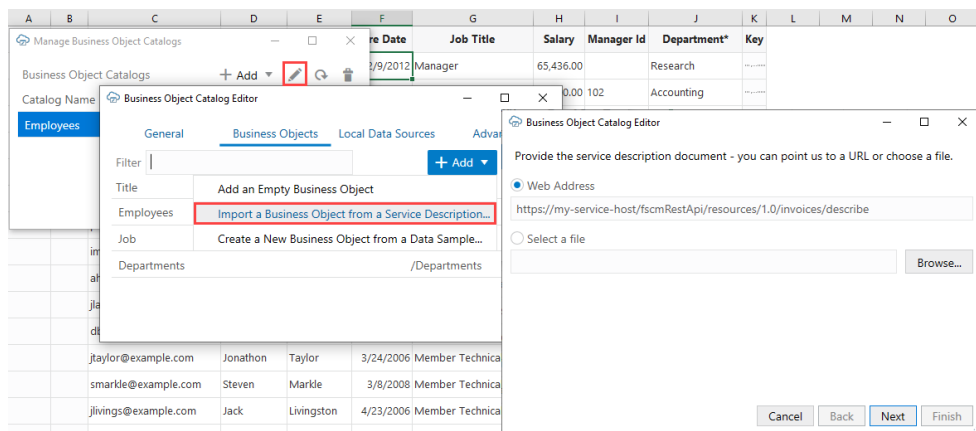 A B C D E F G H I J K L M N O
re Date Job Title Salary Manager Id Department* Key
Manage Business Object Catalogs
2/9/2012 Manager 65,436.00 Research
Business Object Catalogs + Add
0.00 102 Accounting
Catalog Name
Employees
Business Object Catalog Editor
General Business Objects Local Data Sources Advan
Filter + Add
Title
Add an Empty Business Object
Employees
Import a Business Object from a Service Description...
Job
Create a New Business Object from a Data Sample...
Departments /Departments
Business Object Catalog Editor
Provide the service description document - you can point us to a URL or choose a file.
Web Address
https://my-service-host/fscmRestApi/resources/1.0/invoices/describe
Select a file
Browse...
Cancel Back Next Finish
im
ah
jla
db
jtaylor@example.com Jonathon Taylor 3/24/2006 Member Technica
smarkle@example.com Steven Markle 3/8/2008 Member Technica
jlivings@example.com Jack Livingston 4/23/2006 Member Technica